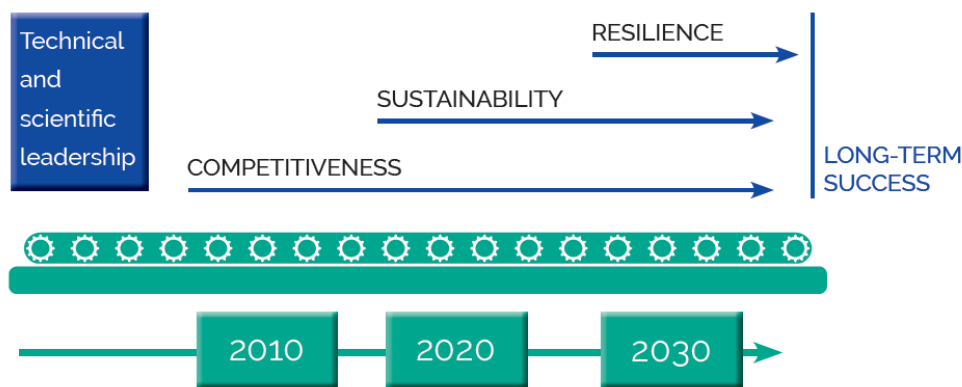 Technical
and
scientific
leadership
RESILIENCE
SUSTAINABILITY
COMPETITIVENESS
LONG-TERM
SUCCESS
2010
2020
2030